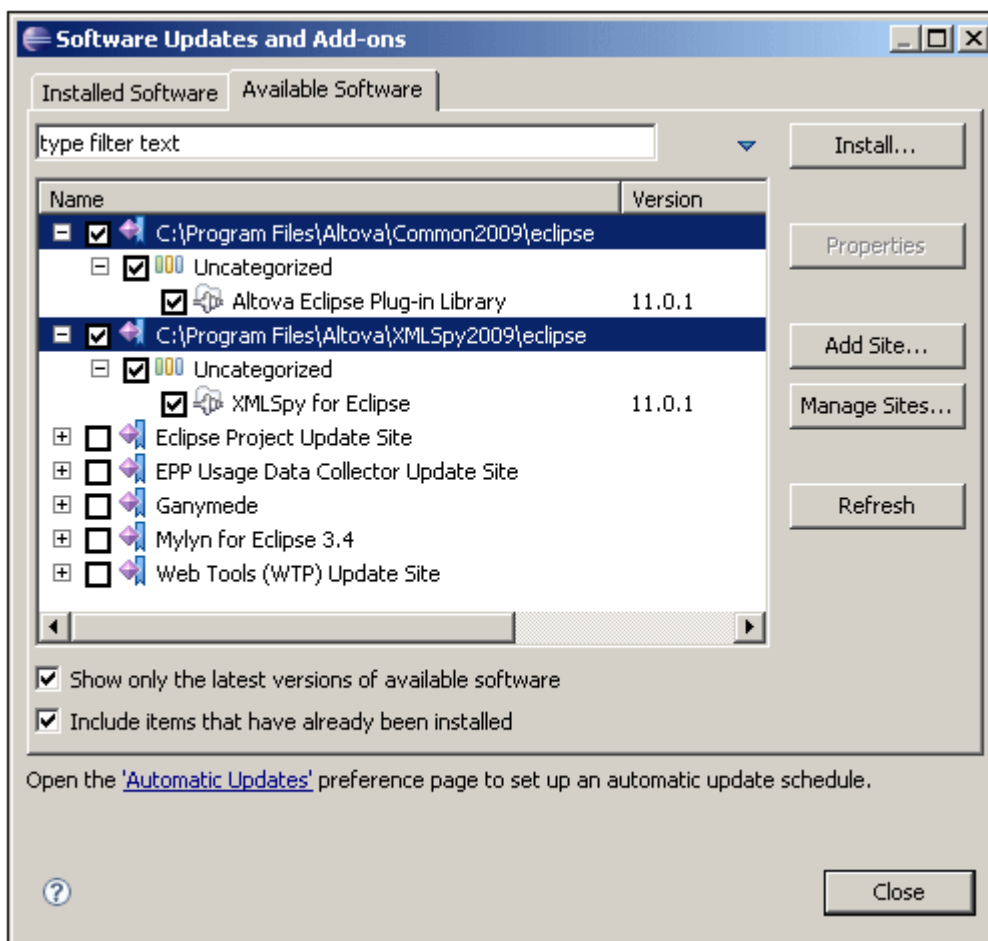 Software Updates and Add-ons
Installed Software Available Software
type filter text
Install...
Name Version
C:\Program Files\Altova\Common2009\eclipse
Properties
Uncategorized
Altova Eclipse Plug-in Library 11.0.1
C:\Program Files\Altova\XMLSpy2009\eclipse
Add Site...
Uncategorized
XMLSpy for Eclipse 11.0.1
Manage Sites...
Eclipse Project Update Site
EPP Usage Data Collector Update Site
Ganymede
Refresh
Mylyn for Eclipse 3.4
Web Tools (WTP) Update Site
Show only the latest versions of available software
Include items that have already been installed
Open the 'Automatic Updates' preference page to set up an automatic update schedule.
?
Close